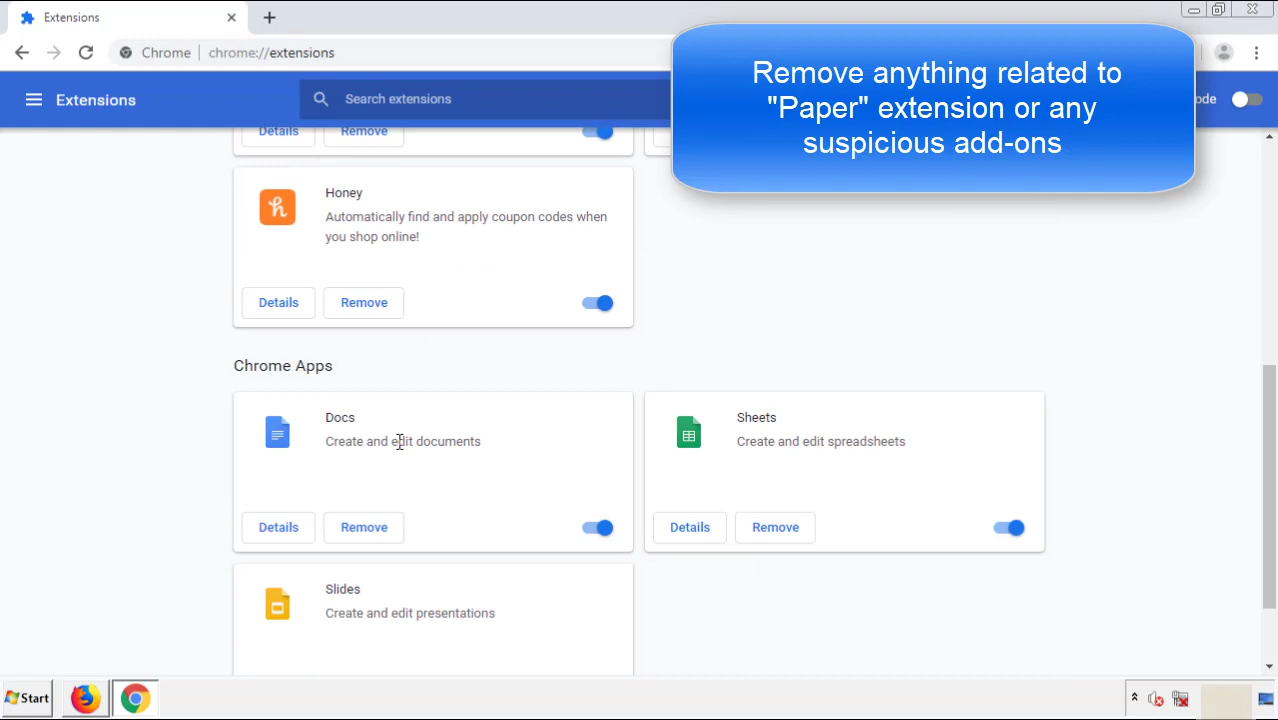 Extensions
Chrome
chrome://extensions
Extensions
Search extensions
ode
Remove anything related to
"Paper" extension or any
suspicious add-ons
Details
Remove
Honey
Automatically find and apply coupon codes when
you shop online!
Details
Remove
Chrome Apps
Docs
Create and edit documents
Details
Remove
Sheets
Create and edit spreadsheets
Details
Remove
Slides
Create and edit presentations
Start